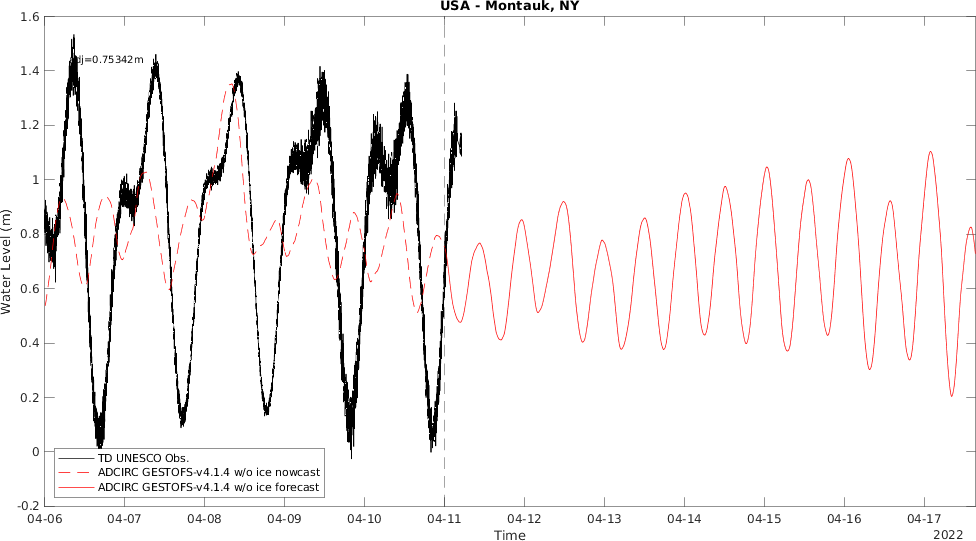 USA - Montauk, NY
1.6
1.4
1.2
1
0.8
0.6
0.4
0.2
0
-0.2
Water Level (m)
dj=0.75342m
TD UNESCO Obs.
ADCIRC GESTOFS-v4.1.4 w/o ice nowcast
ADCIRC GESTOFS-v4.1.4 w/o ice forecast
04-06 04-07 04-08 04-09 04-10 04-11 04-12 04-13 04-14 04-15 04-16 04-17
Time
2022